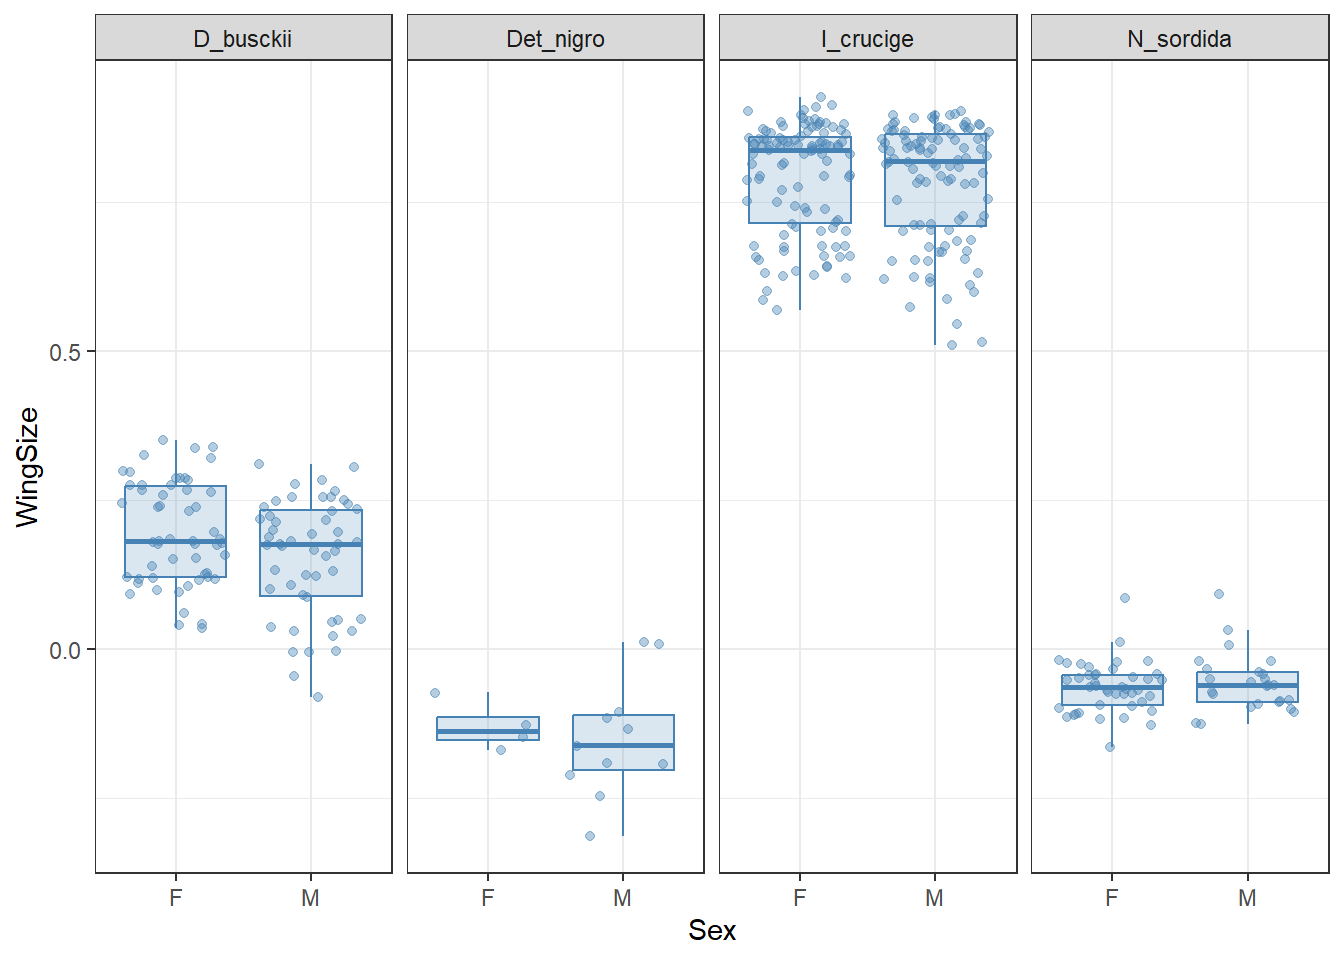 D_busckii Det_nigro I_crucige N_sordida
WingSize
0.5
0.0
F M F M F M F M
Sex